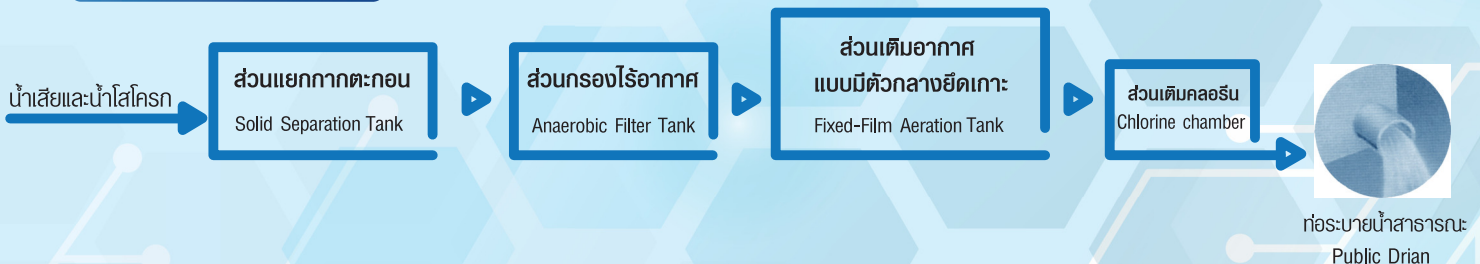 น้ำเสียและน้ำโสโครก
ส่วนแยกกากตะกอน
Solid Separation Tank
ส่วนกรองไร้อากาศ
Anaerobic Filter Tank
ส่วนเติมอากาศ
แบบมีตัวกลางยึดเกาะ
Fixed-Film Aeration Tank
ส่วนเติมคลอรีน
Chlorine chamber
ท่อระบายน้ำสาธารณะ
Public Drian